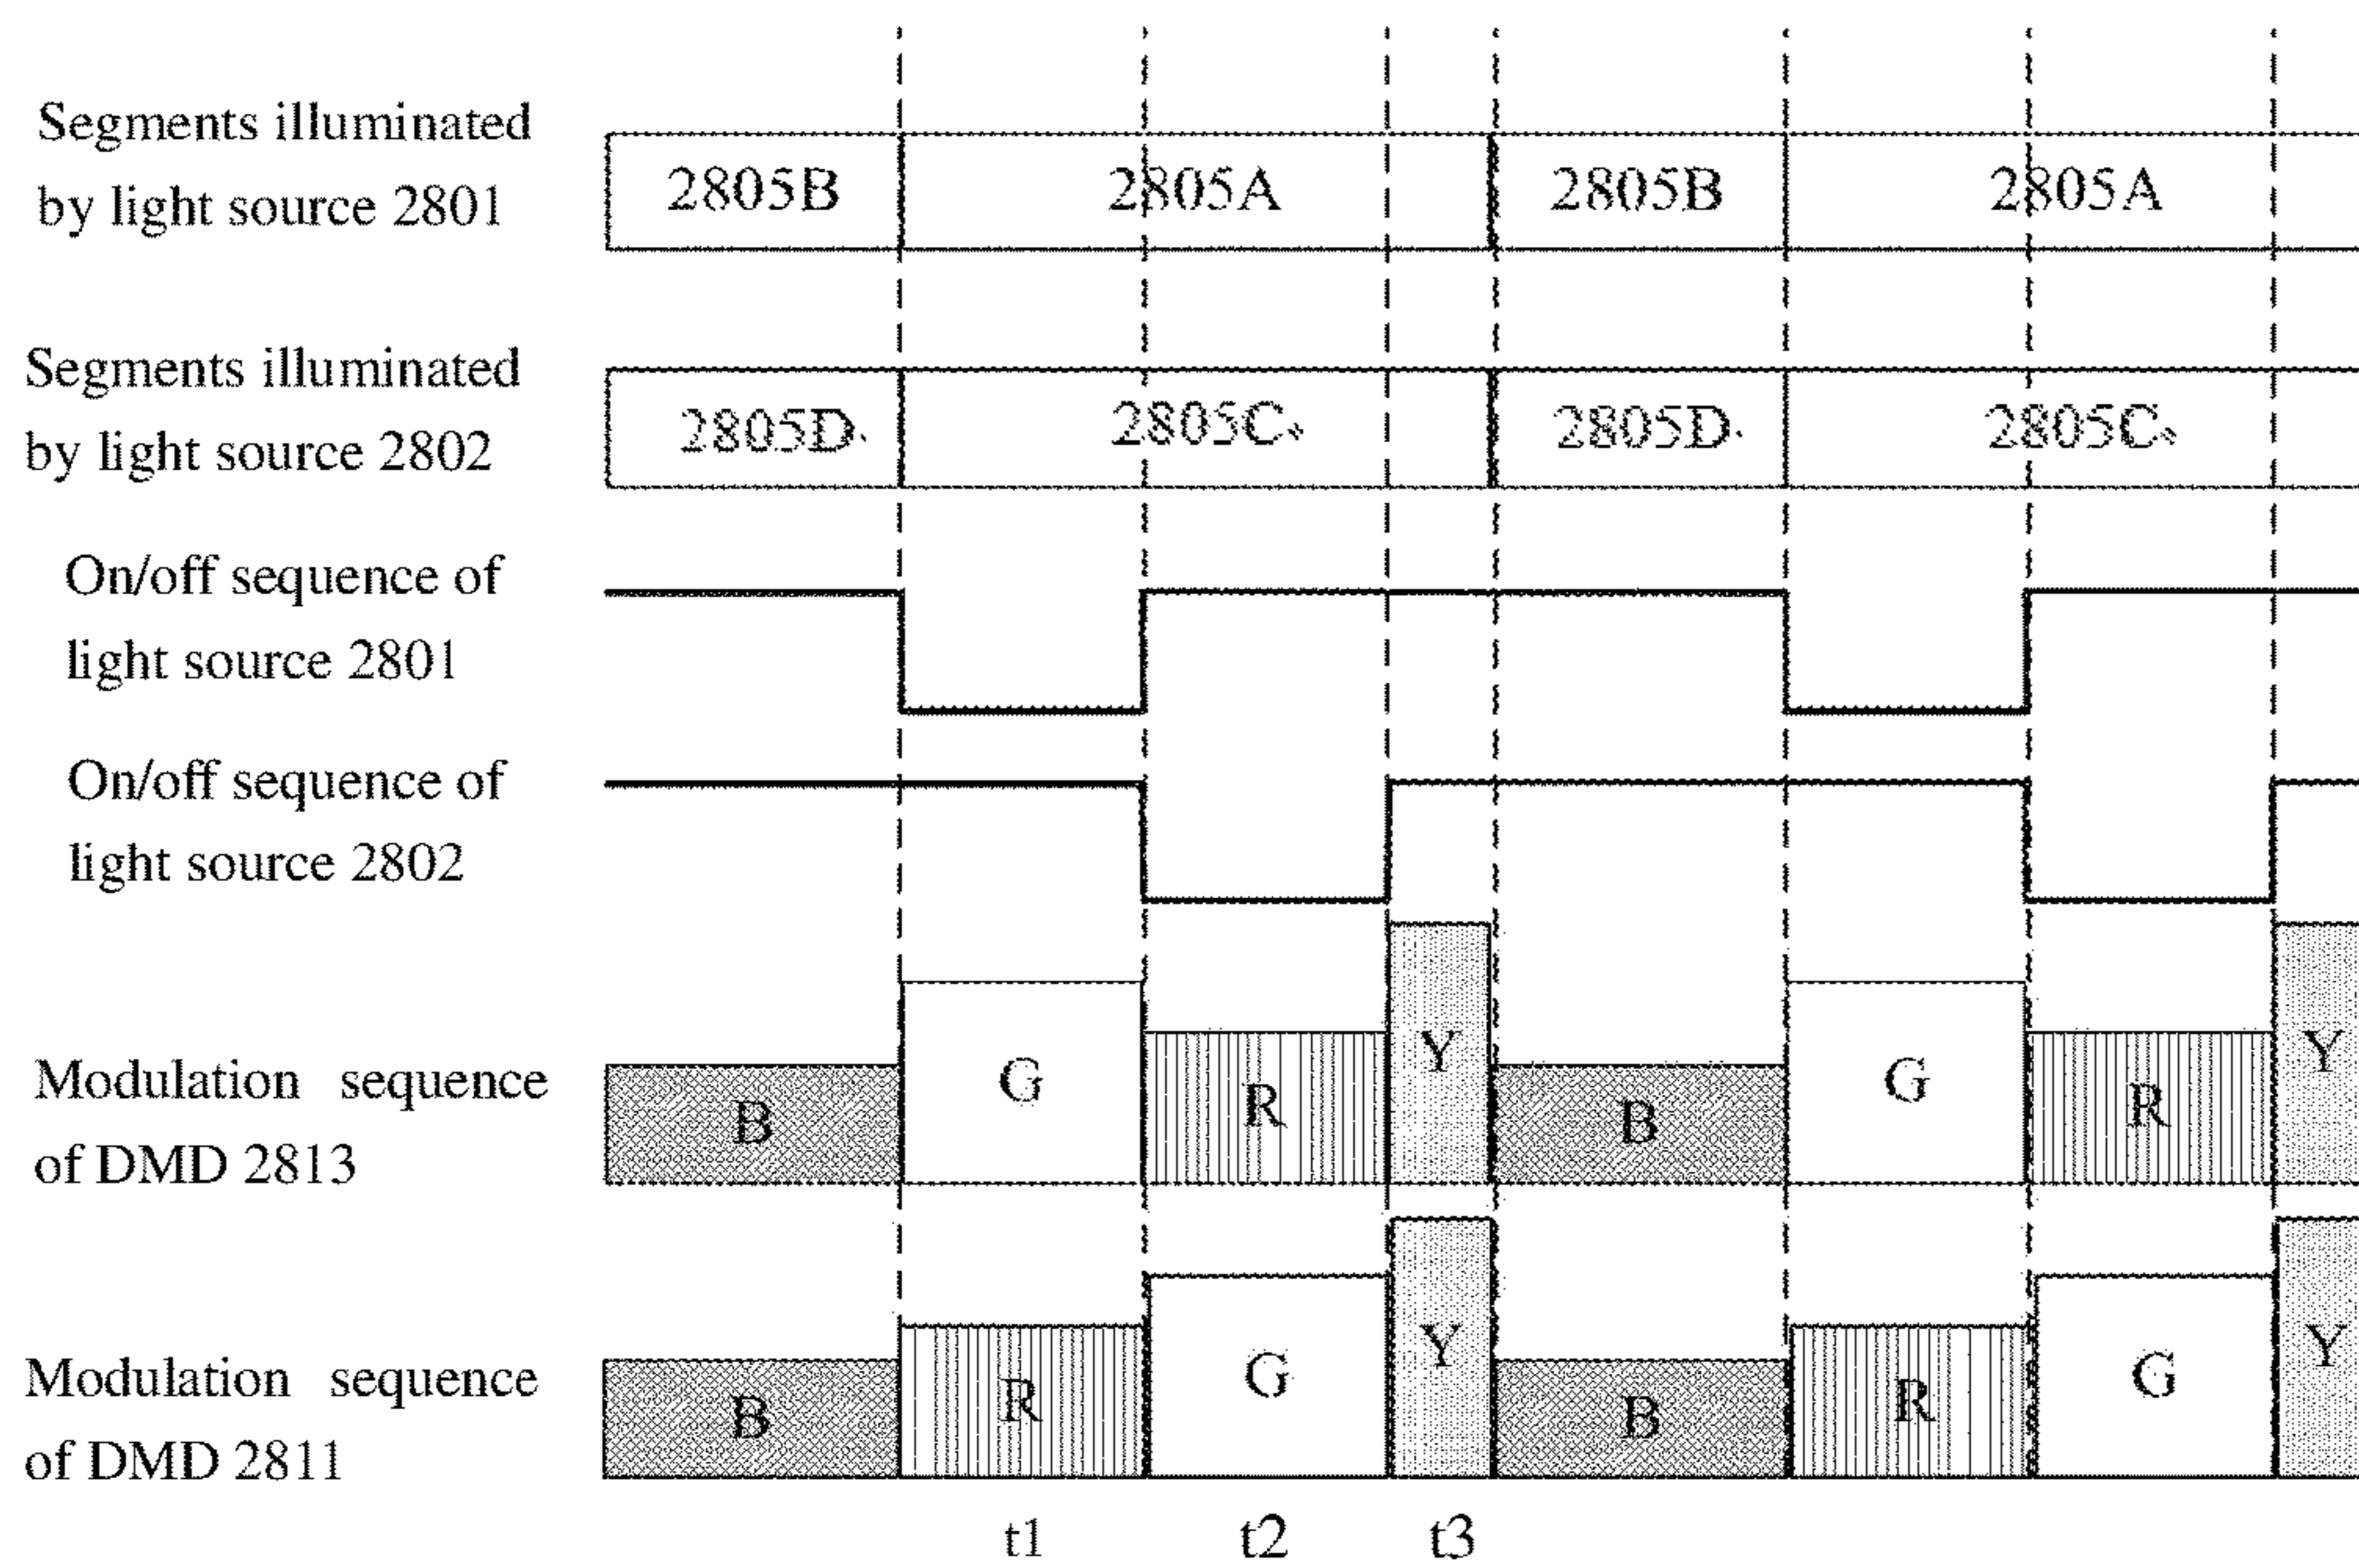 Segments illuminated
by light source 2801
2805B 2805A 2805B 2805A
Segments illuminated
by light source 2802
2805D 2805C 2805D 2805C
On/off sequence of
light source 2801
On/off sequence of
light source 2802
Modulation sequence
of DMD 2813
B G R Y B G R Y
Modulation sequence
of DMD 2811
B R G Y B R G Y
t1 t2 t3